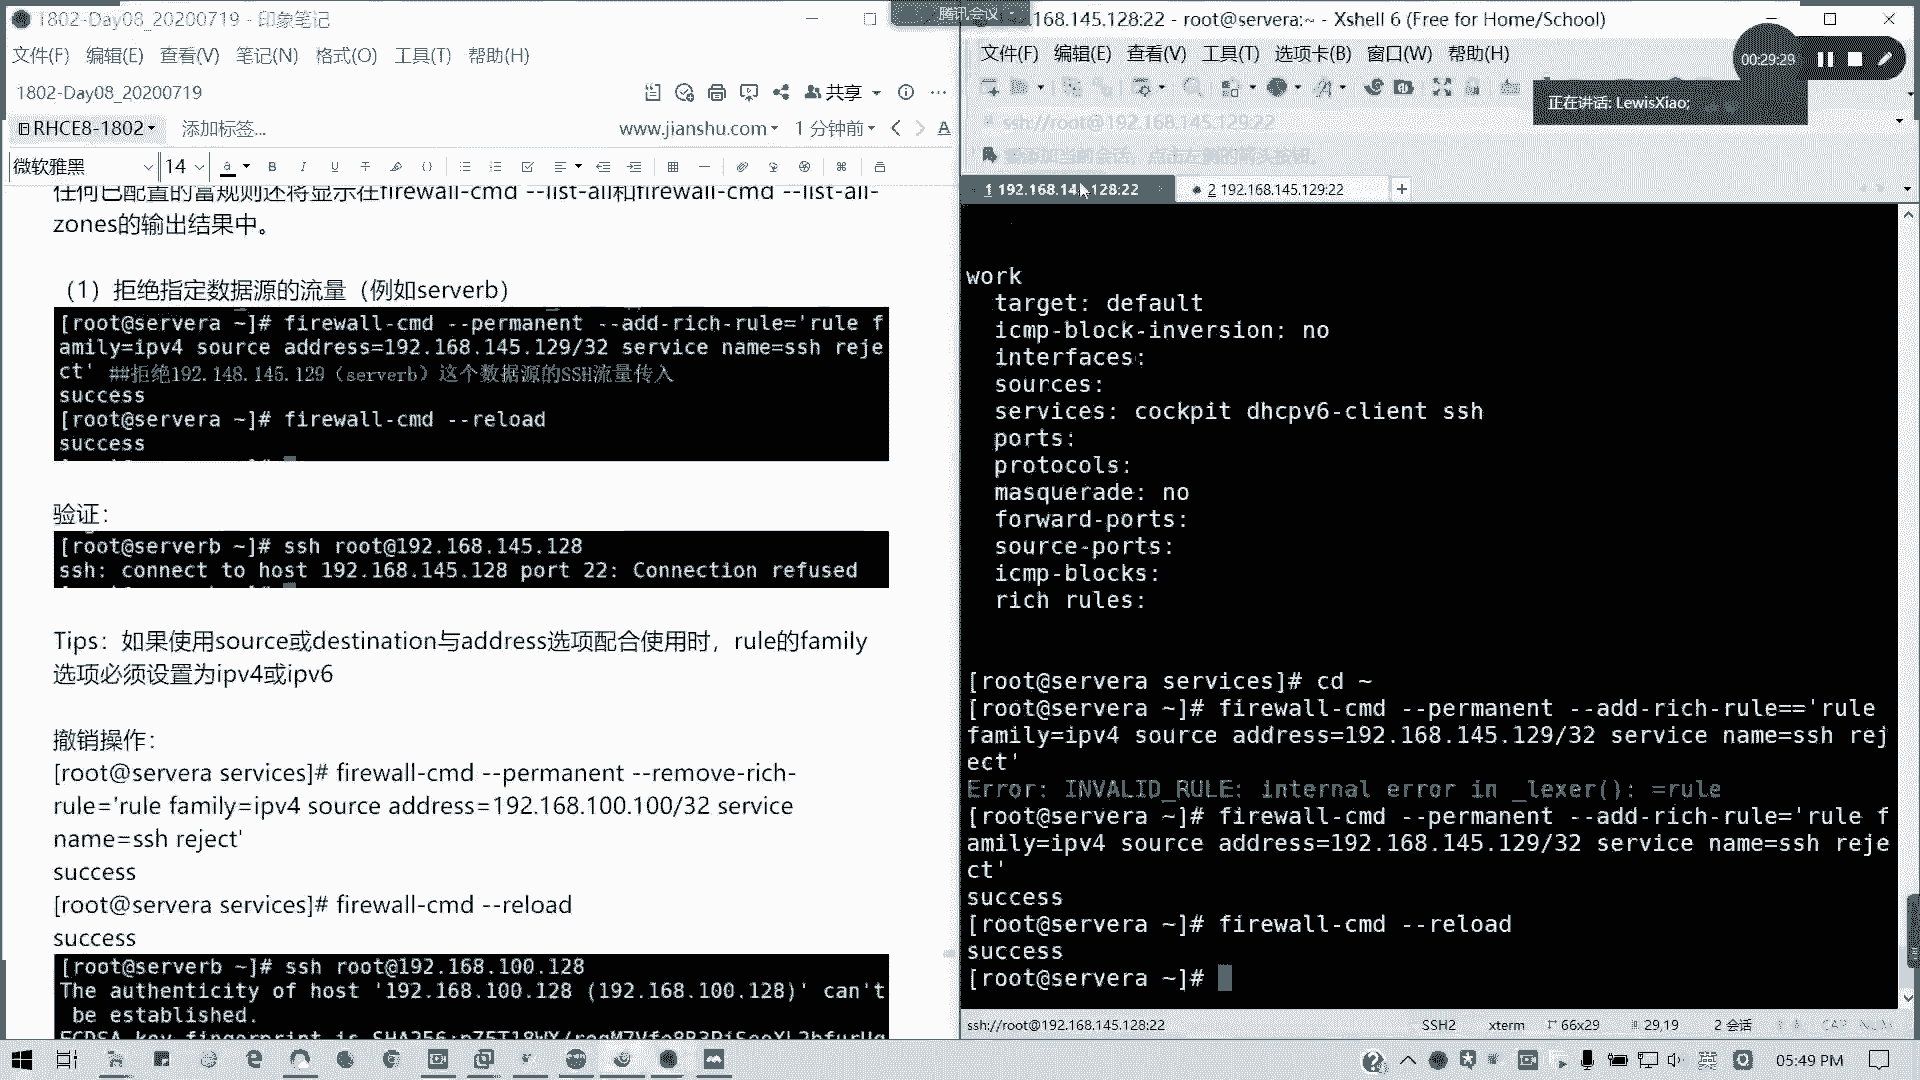 1802-Day08_20200719 - 印象笔记
文件(F) 编辑(E) 查看(V) 笔记(N) 格式(O) 工具(T) 帮助(H)
1802-Day08_20200719
共享
RHCE8-1802
添加标签...
www.jianshu.com
1 分钟前
微软雅黑
14
任何已配置的富规则还将显示在firewall-cmd --list-all和firewall-cmd --list-all-
zones的输出结果中。
（1）拒绝指定数据源的流量（例如serverb）
[root@servera ~]# firewall-cmd --permanent --add-rich-rule='rule f
amily=ipv4 source address=192.168.145.129/32 service name=ssh reje
ct' ##拒绝192.148.145.129（serverb）这个数据源的SSH流量传入
success
[root@servera ~]# firewall-cmd --reload
success
验证：
[root@serverb ~]# ssh root@192.168.145.128
ssh: connect to host 192.168.145.128 port 22: Connection refused
Tips：如果使用source或destination与address选项配合使用时，rule的family
选项必须设置为ipv4或ipv6
撤销操作：
[root@servera services]# firewall-cmd --permanent --remove-rich-
rule='rule family=ipv4 source address=192.168.100.100/32 service
name=ssh reject'
success
[root@servera services]# firewall-cmd --reload
success
[root@serverb ~]# ssh root@192.168.100.128
The authenticity of host '192.168.100.128 (192.168.100.128)' can't
be established.
腾讯会议
168.145.128:22 - root@servera:~ - Xshell 6 (Free for Home/School)
文件(F) 编辑(E) 查看(V) 工具(T) 选项卡(B) 窗口(W) 帮助(H)
00:29:29
正在讲话: LewisXiao;
ssh://root@192.168.145.129:22
要添加当前会话，点击左侧的箭头按钮。
1 192.168.145.128:22
2 192.168.145.129:22
work
target: default
icmp-block-inversion: no
interfaces:
sources:
services: cockpit dhcpv6-client ssh
ports:
protocols:
masquerade: no
forward-ports:
source-ports:
icmp-blocks:
rich rules:
[root@servera services]# cd ~
[root@servera ~]# firewall-cmd --permanent --add-rich-rule=='rule
family=ipv4 source address=192.168.145.129/32 service name=ssh rej
ect'
Error: INVALID_RULE: internal error in _lexer(): =rule
[root@servera ~]# firewall-cmd --permanent --add-rich-rule='rule f
amily=ipv4 source address=192.168.145.129/32 service name=ssh reje
ct'
success
[root@servera ~]# firewall-cmd --reload
success
[root@servera ~]#
ssh://root@192.168.145.128:22
SSH2
xterm
66x29
29,19
2 会话
CAP NUM
英
05:49 PM